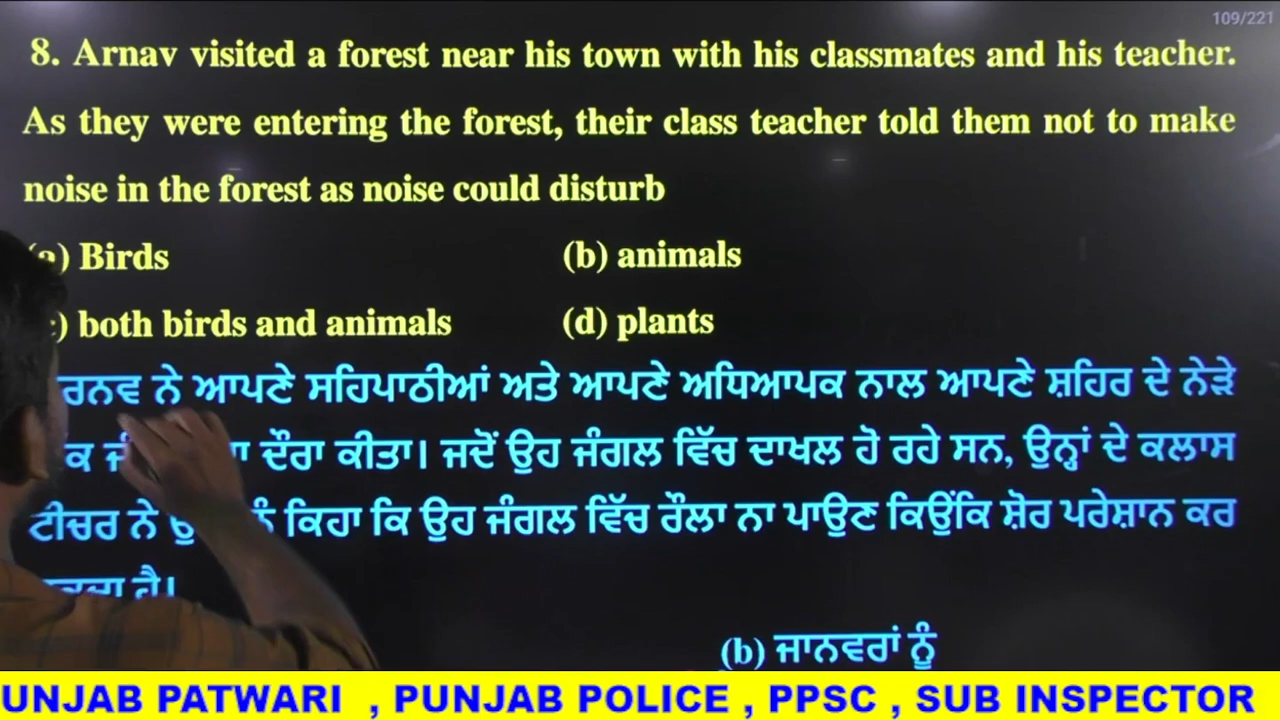 109/221
8. Arnav visited a forest near his town with his classmates and his teacher.
As they were entering the forest, their class teacher told them not to make
noise in the forest as noise could disturb
(a) Birds (b) animals
) both birds and animals (d) plants
ਰਨਵ ਨੇ ਆਪਣੇ ਸਹਿਪਾਠੀਆਂ ਅਤੇ ਆਪਣੇ ਅਧਿਆਪਕ ਨਾਲ ਆਪਣੇ ਸ਼ਹਿਰ ਦੇ ਨੇੜੇ
ਦੌਰਾ ਕੀਤਾ। ਜਦੋਂ ਉਹ ਜੰਗਲ ਵਿੱਚ ਦਾਖਲ ਹੋ ਰਹੇ ਸਨ, ਉਨ੍ਹਾਂ ਦੇ ਕਲਾਸ
ਟੀਚਰ ਨੇ ਕਿਹਾ ਕਿ ਉਹ ਜੰਗਲ ਵਿੱਚ ਰੌਲਾ ਨਾ ਪਾਉਣ ਕਿਉਂਕਿ ਸ਼ੋਰ ਪਰੇਸ਼ਾਨ ਕਰ
ਹੈ।
(b) ਜਾਨਵਰਾਂ ਨੂੰ
UNJAB PATWARI , PUNJAB POLICE , PPSC , SUB INSPECTOR